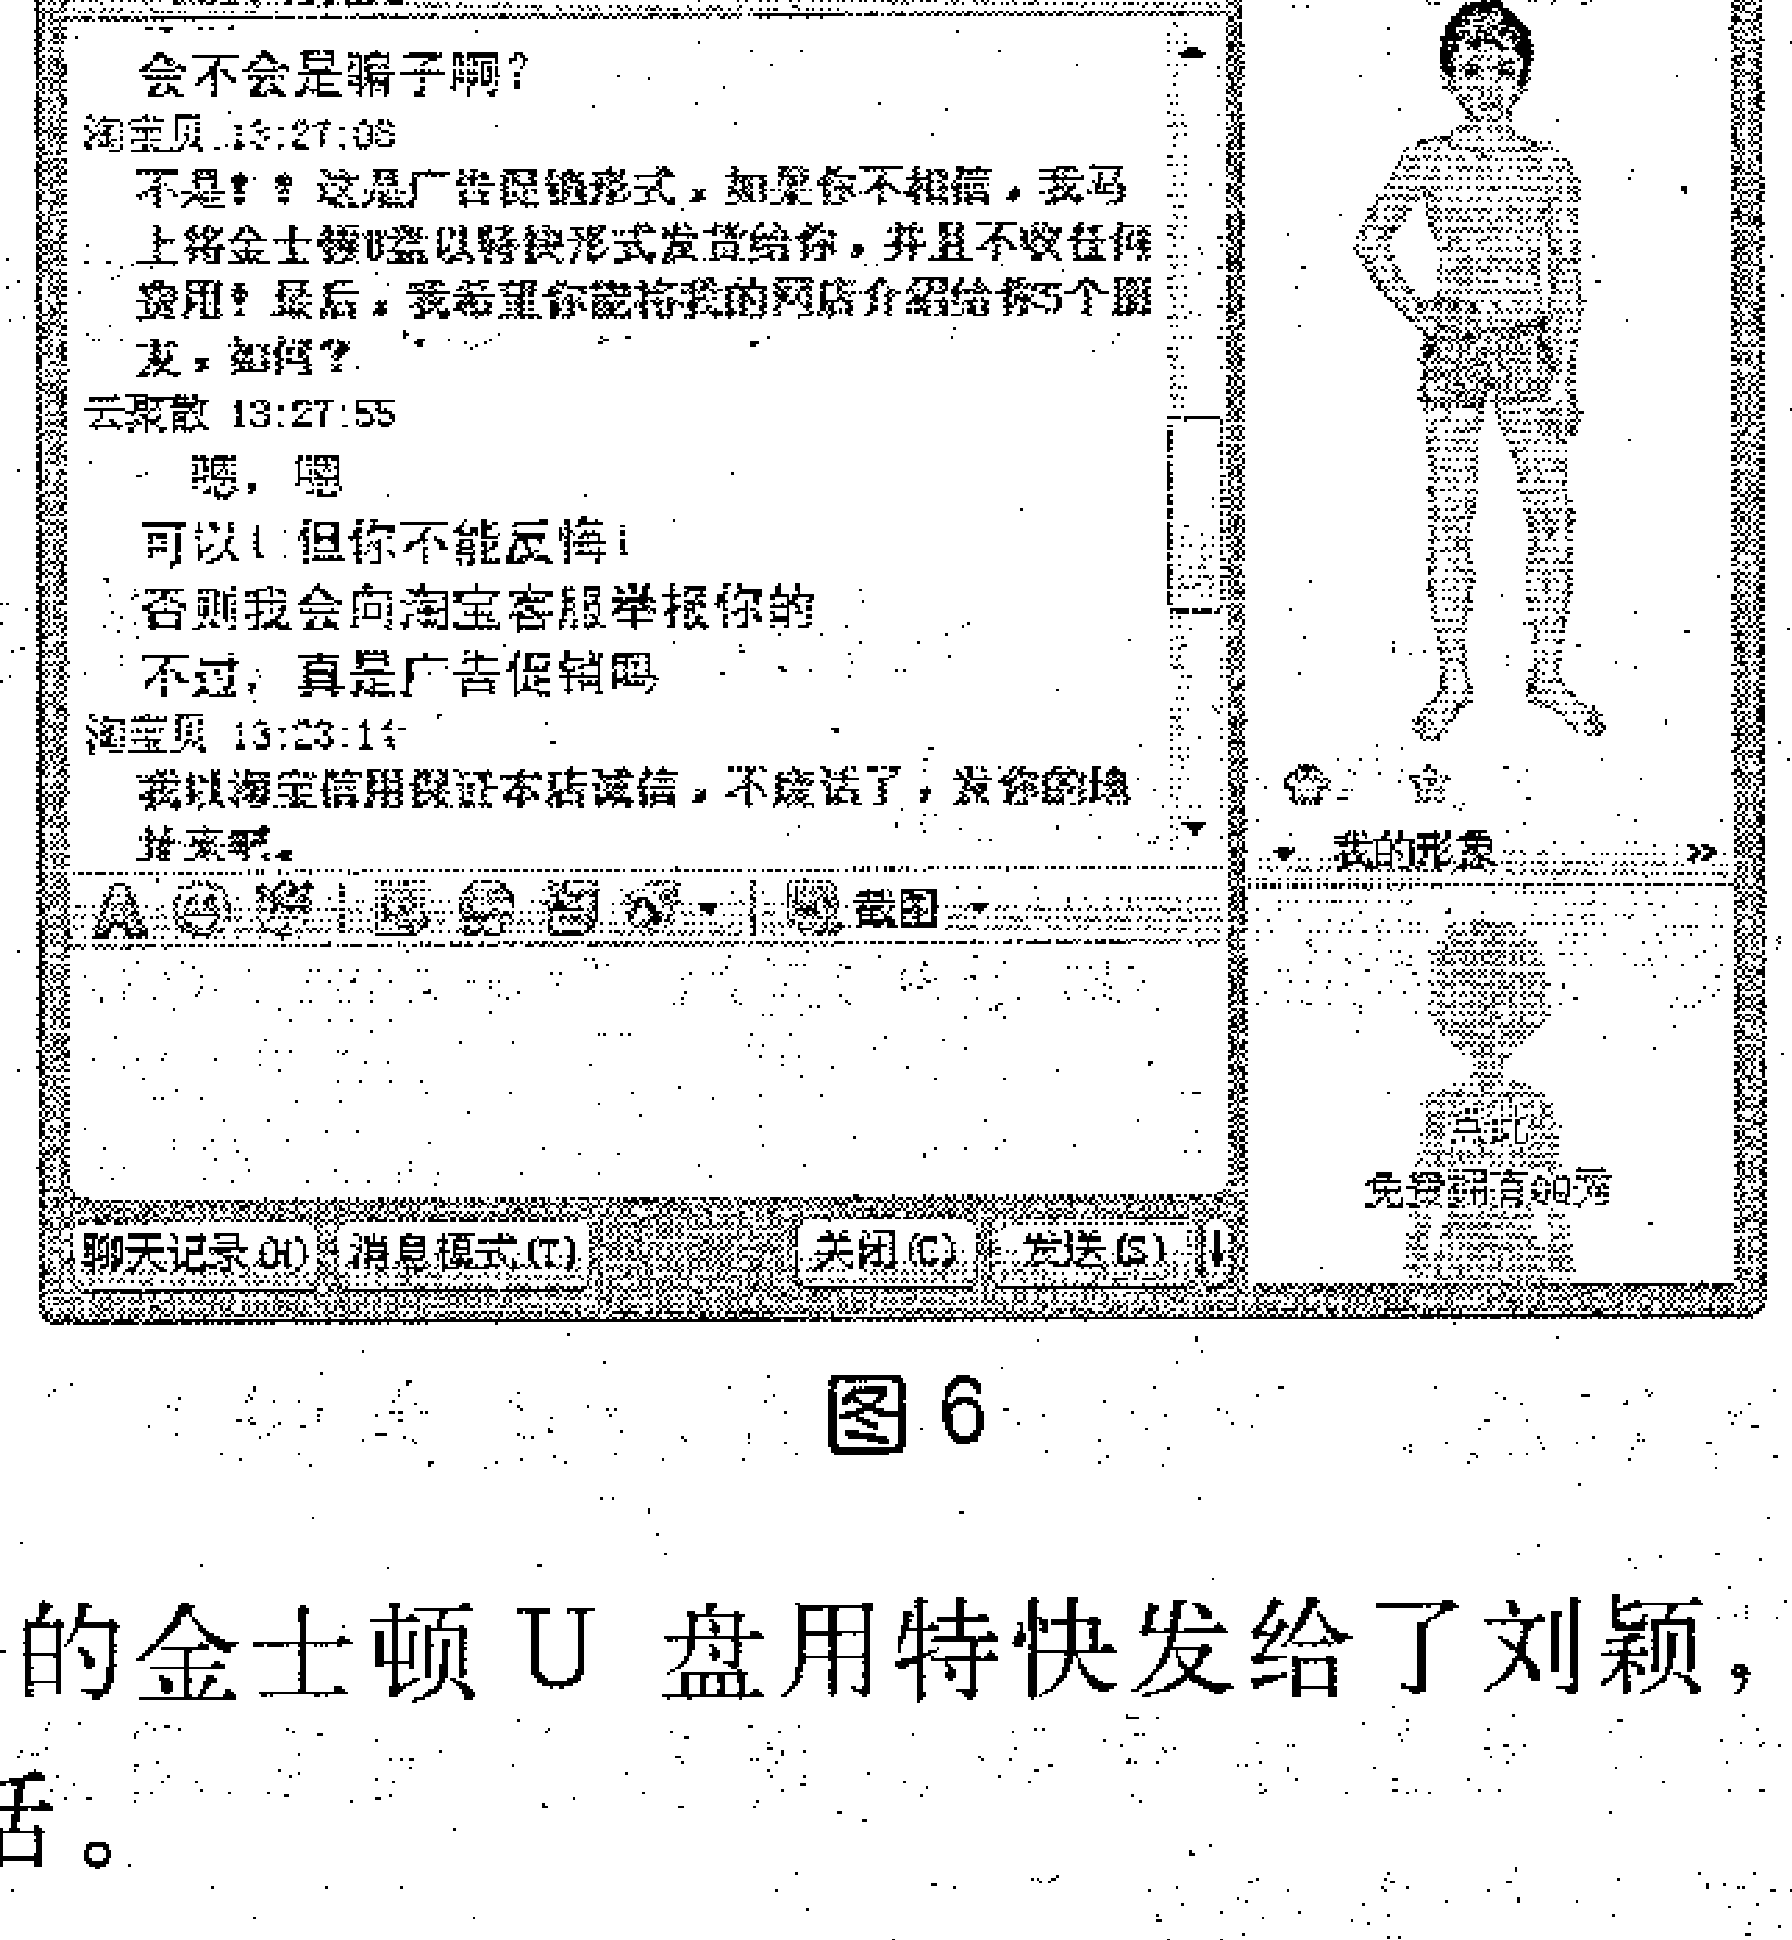 会不会是骗子啊?
淘宝贝 13:27:08
不是!!这是广告促销形式,如果你不相信,我马
上将金士顿U盘以特快形式发货给你,并且不收任何
费用!最后,我希望你能将我的网店介绍给你5个朋
友,如何?
云聚散 13:27:55
嗯,嗯
可以!但你不能反悔!
否则我会向淘宝客服举报你的
不过,真是广告促销吗
淘宝贝 13:23:14
我以淘宝信用保证本店诚信,不废话了,发你的地
址来吧。
截图
聊天记录(H) 消息模式(T) 关闭(C) 发送(S)
我的形象
点此
免费拥有QQ秀
图 6
的金士顿 U 盘用特快发给了刘颖,
。